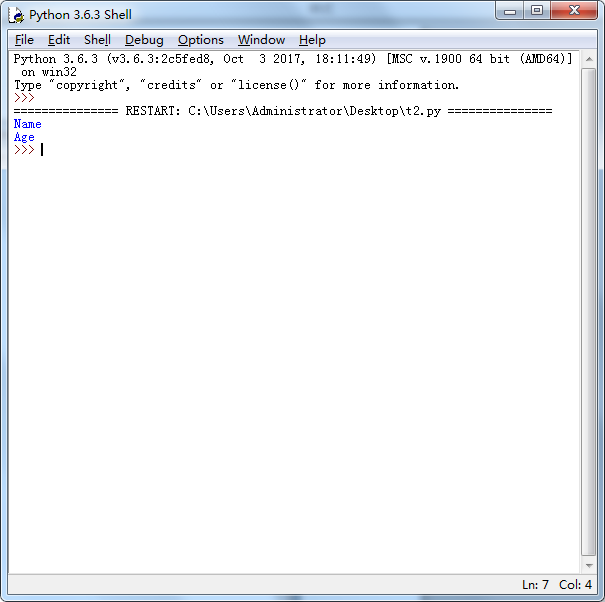 Python 3.6.3 Shell
File Edit Shell Debug Options Window Help
Python 3.6.3 (v3.6.3:2c5fed8, Oct  3 2017, 18:11:49) [MSC v.1900 64 bit (AMD64)]
 on win32
Type "copyright", "credits" or "license()" for more information.
>>>
=============== RESTART: C:\Users\Administrator\Desktop\t2.py ===============
Name
Age
>>>
Ln: 7 Col: 4